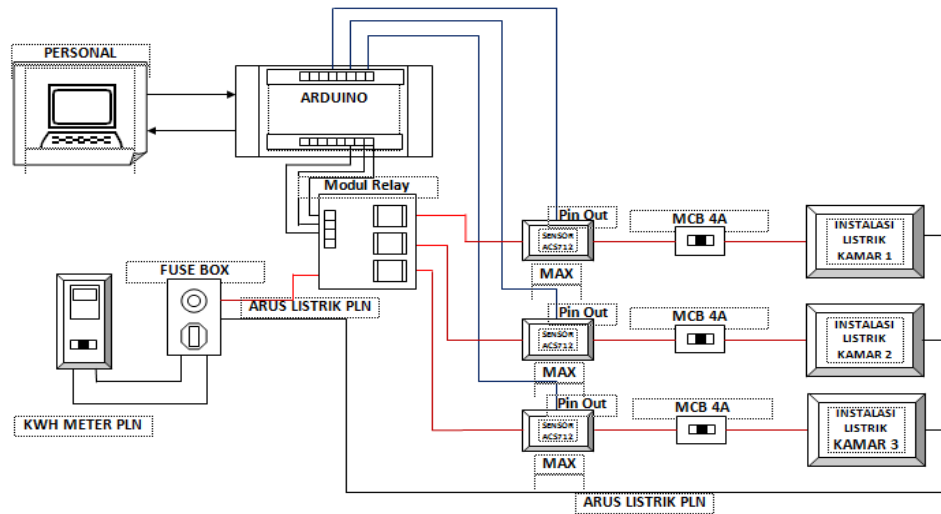 PERSONAL
ARDUINO
Modul Relay
Pin Out
MCB 4A
SENSOR
ACS712
INSTALASI
LISTRIK
KAMAR 1
MAX
FUSE BOX
ARUS LISTRIK PLN
Pin Out
MCB 4A
SENSOR
ACS712
INSTALASI
LISTRIK
KAMAR 2
MAX
Pin Out
MCB 4A
SENSOR
ACS712
INSTALASI
LISTRIK
KAMAR 3
KWH METER PLN
MAX
ARUS LISTRIK PLN